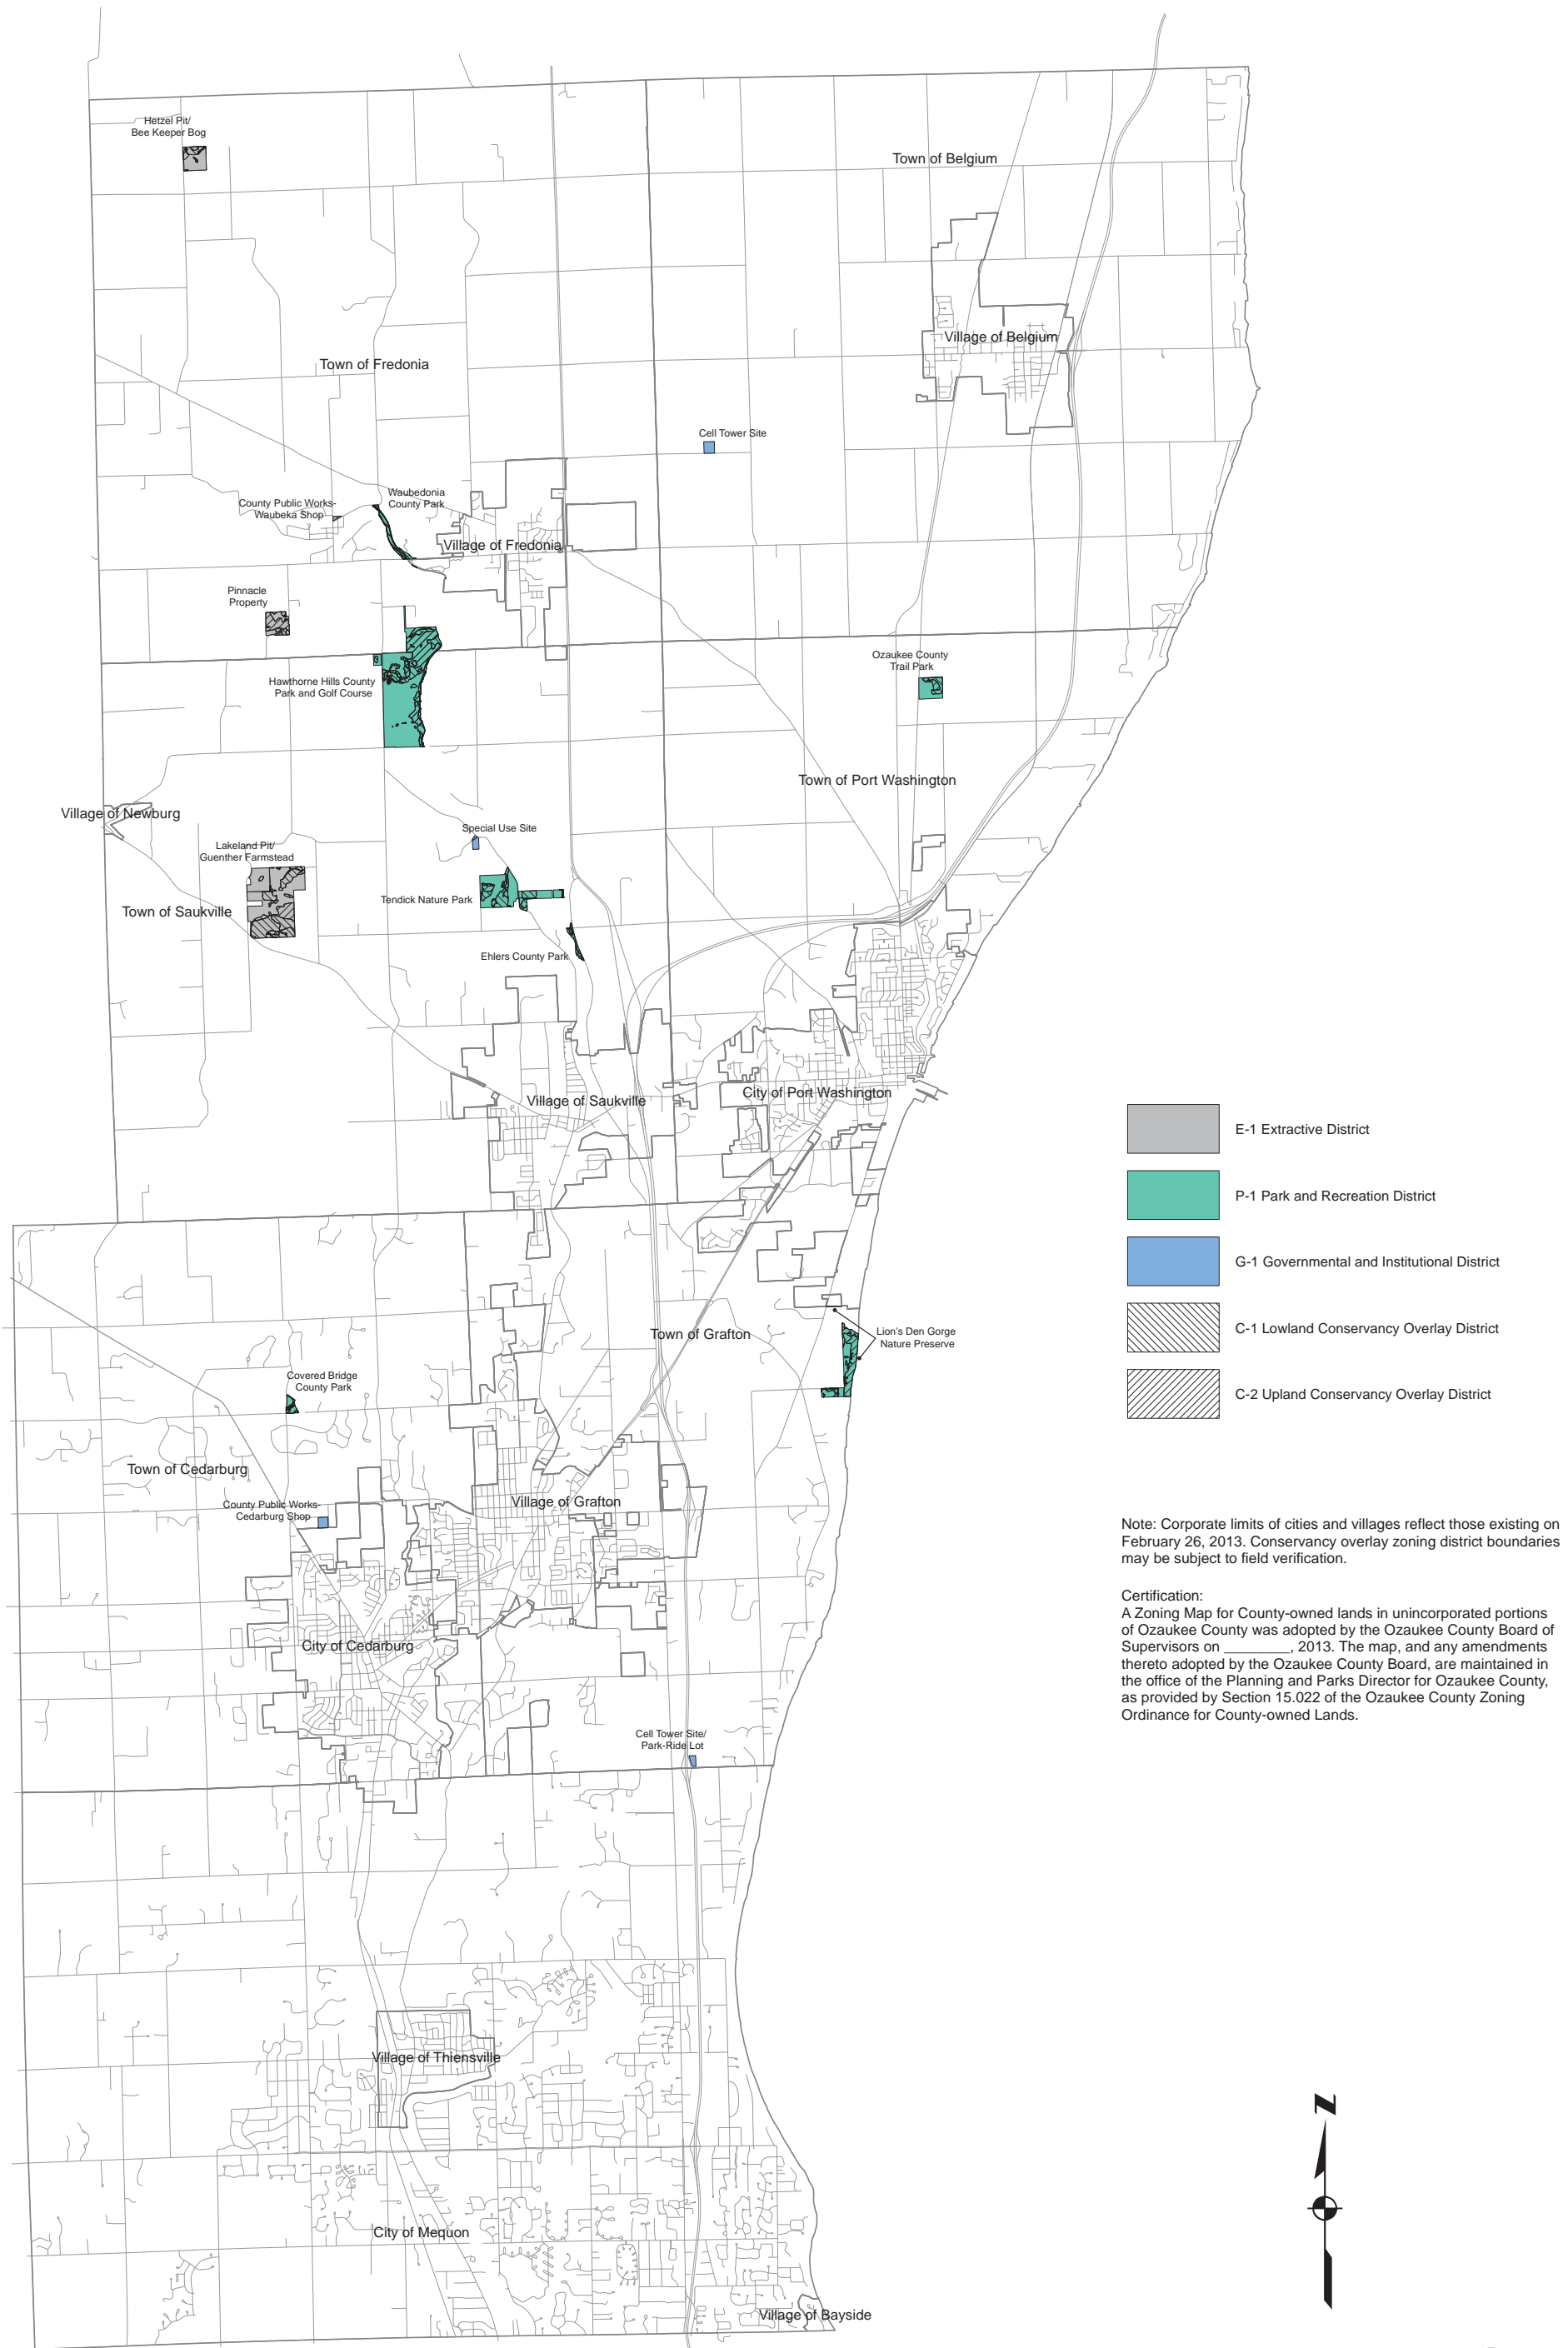 Hetzel Pit/
Bee Keeper Bog
Town of Belgium
Village of Belgium
Town of Fredonia
Cell Tower Site
County Public Works-
Waubeka Shop
Waubedonia
County Park
Village of Fredonia
Pinnacle
Property
Hawthorne Hills County
Park and Golf Course
Ozaukee County
Trail Park
Town of Port Washington
Village of Newburg
Special Use Site
Lakeland Pit/
Guenther Farmstead
Tendick Nature Park
Town of Saukville
Ehlers County Park
Village of Saukville
City of Port Washington
E-1 Extractive District
P-1 Park and Recreation District
G-1 Governmental and Institutional District
C-1 Lowland Conservancy Overlay District
C-2 Upland Conservancy Overlay District
Town of Grafton
Lion's Den Gorge
Nature Preserve
Covered Bridge
County Park
Town of Cedarburg
County Public Works-
Cedarburg Shop
Village of Grafton
Note: Corporate limits of cities and villages reflect those existing on
February 26, 2013. Conservancy overlay zoning district boundaries
may be subject to field verification.
Certification:
A Zoning Map for County-owned lands in unincorporated portions
of Ozaukee County was adopted by the Ozaukee County Board of
Supervisors on ________, 2013. The map, and any amendments
thereto adopted by the Ozaukee County Board, are maintained in
the office of the Planning and Parks Director for Ozaukee County,
as provided by Section 15.022 of the Ozaukee County Zoning
Ordinance for County-owned Lands.
City of Cedarburg
Cell Tower Site/
Park-Ride Lot
Village of Thiensville
City of Mequon
Village of Bayside
N